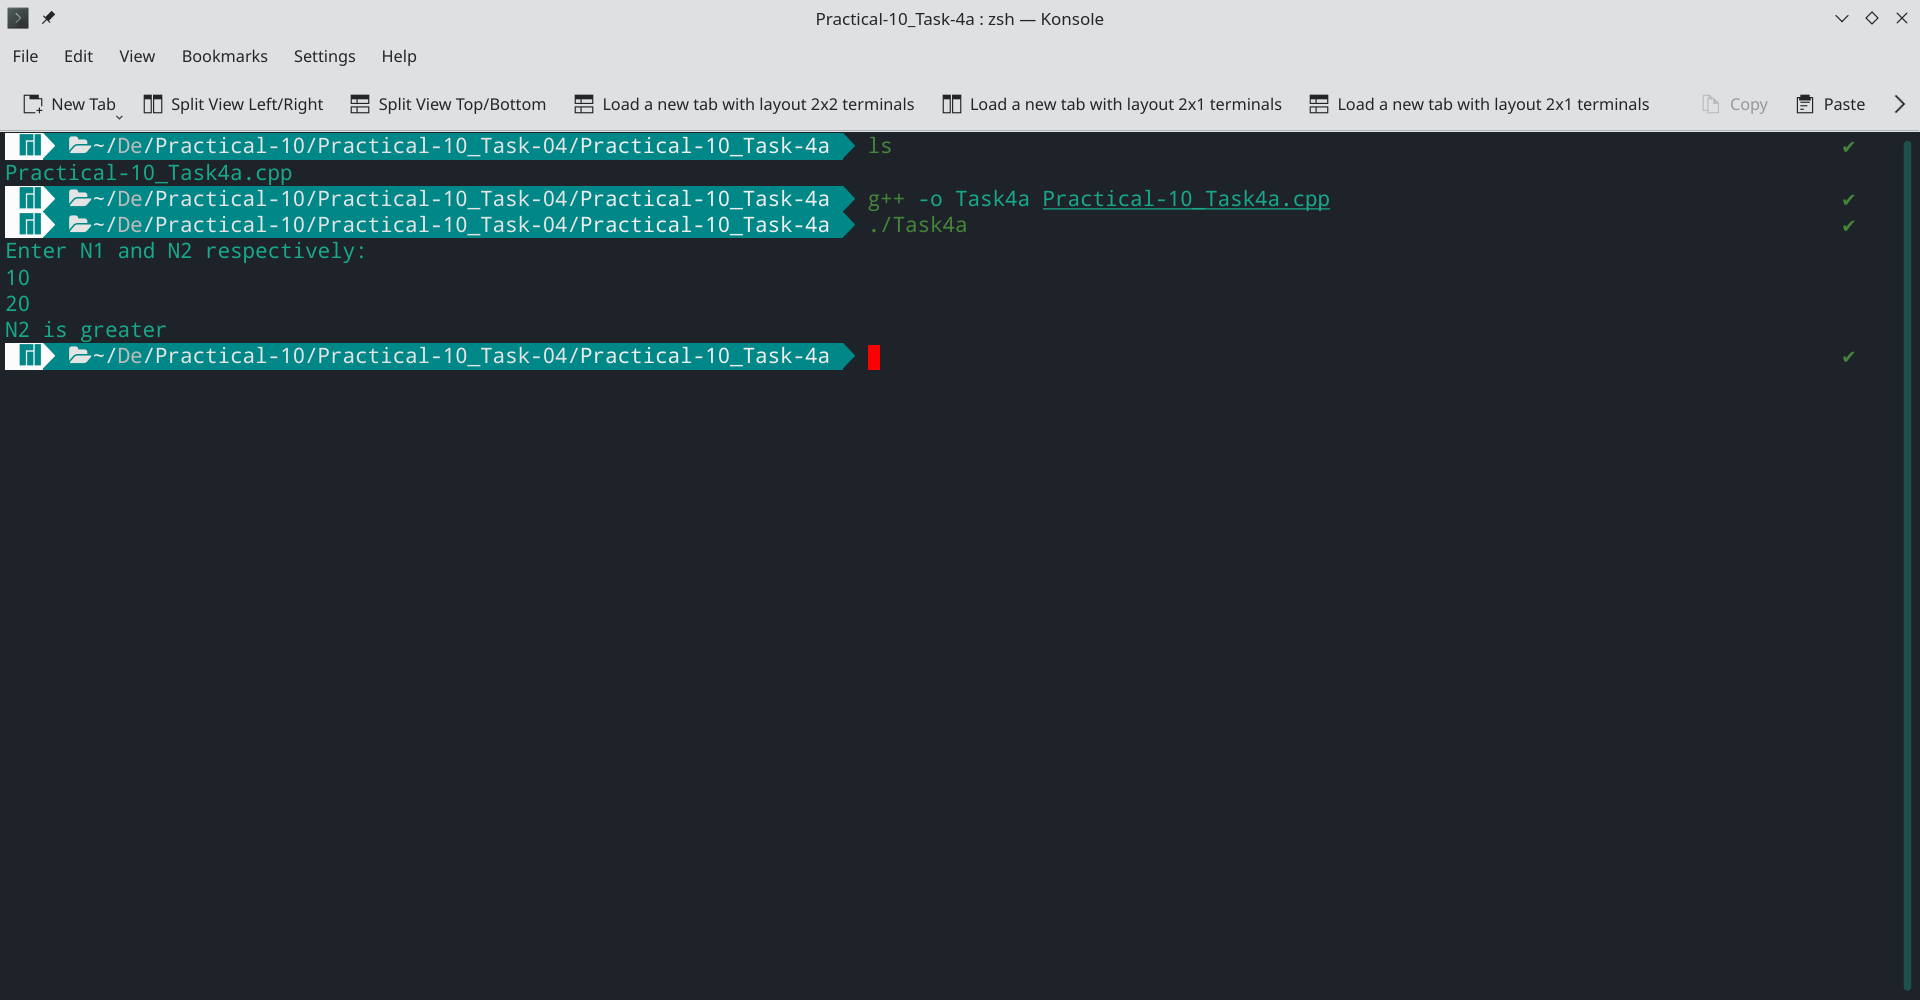 Practical-10_Task-4a : zsh — Konsole
File Edit View Bookmarks Settings Help
New Tab Split View Left/Right Split View Top/Bottom Load a new tab with layout 2x2 terminals Load a new tab with layout 2x1 terminals Load a new tab with layout 2x1 terminals Copy Paste
~/De/Practical-10/Practical-10_Task-04/Practical-10_Task-4a ls ✔
Practical-10_Task4a.cpp
~/De/Practical-10/Practical-10_Task-04/Practical-10_Task-4a g++ -o Task4a Practical-10_Task4a.cpp ✔
~/De/Practical-10/Practical-10_Task-04/Practical-10_Task-4a ./Task4a ✔
Enter N1 and N2 respectively:
10
20
N2 is greater
~/De/Practical-10/Practical-10_Task-04/Practical-10_Task-4a ✔